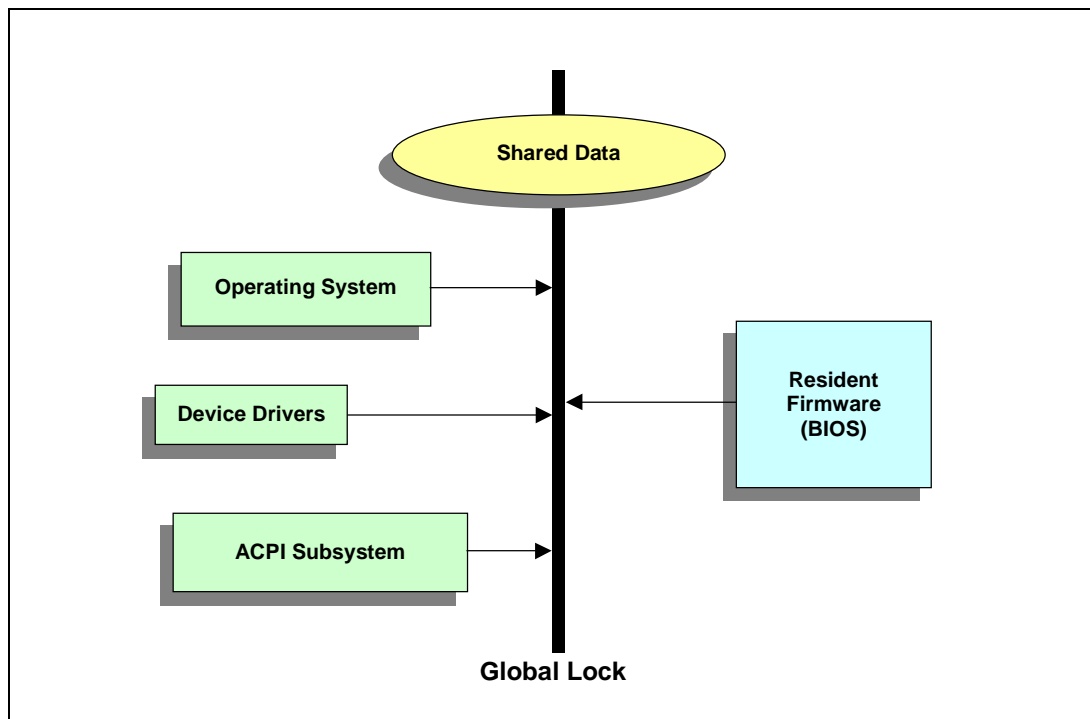 Shared Data
Operating System
Device Drivers
Resident
Firmware
(BIOS)
ACPI Subsystem
Global Lock